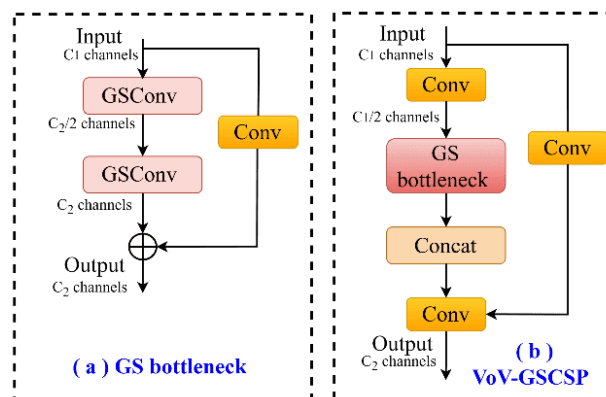 Input
C1 channels
GSConv
C2/2 channels
Conv
GSConv
C2 channels
Output
C2 channels
( a ) GS bottleneck
Input
C1 channels
Conv
C1/2 channels
GS
bottleneck
Conv
Concat
Conv
Output
C2 channels
( b )
VoV-GSCSP